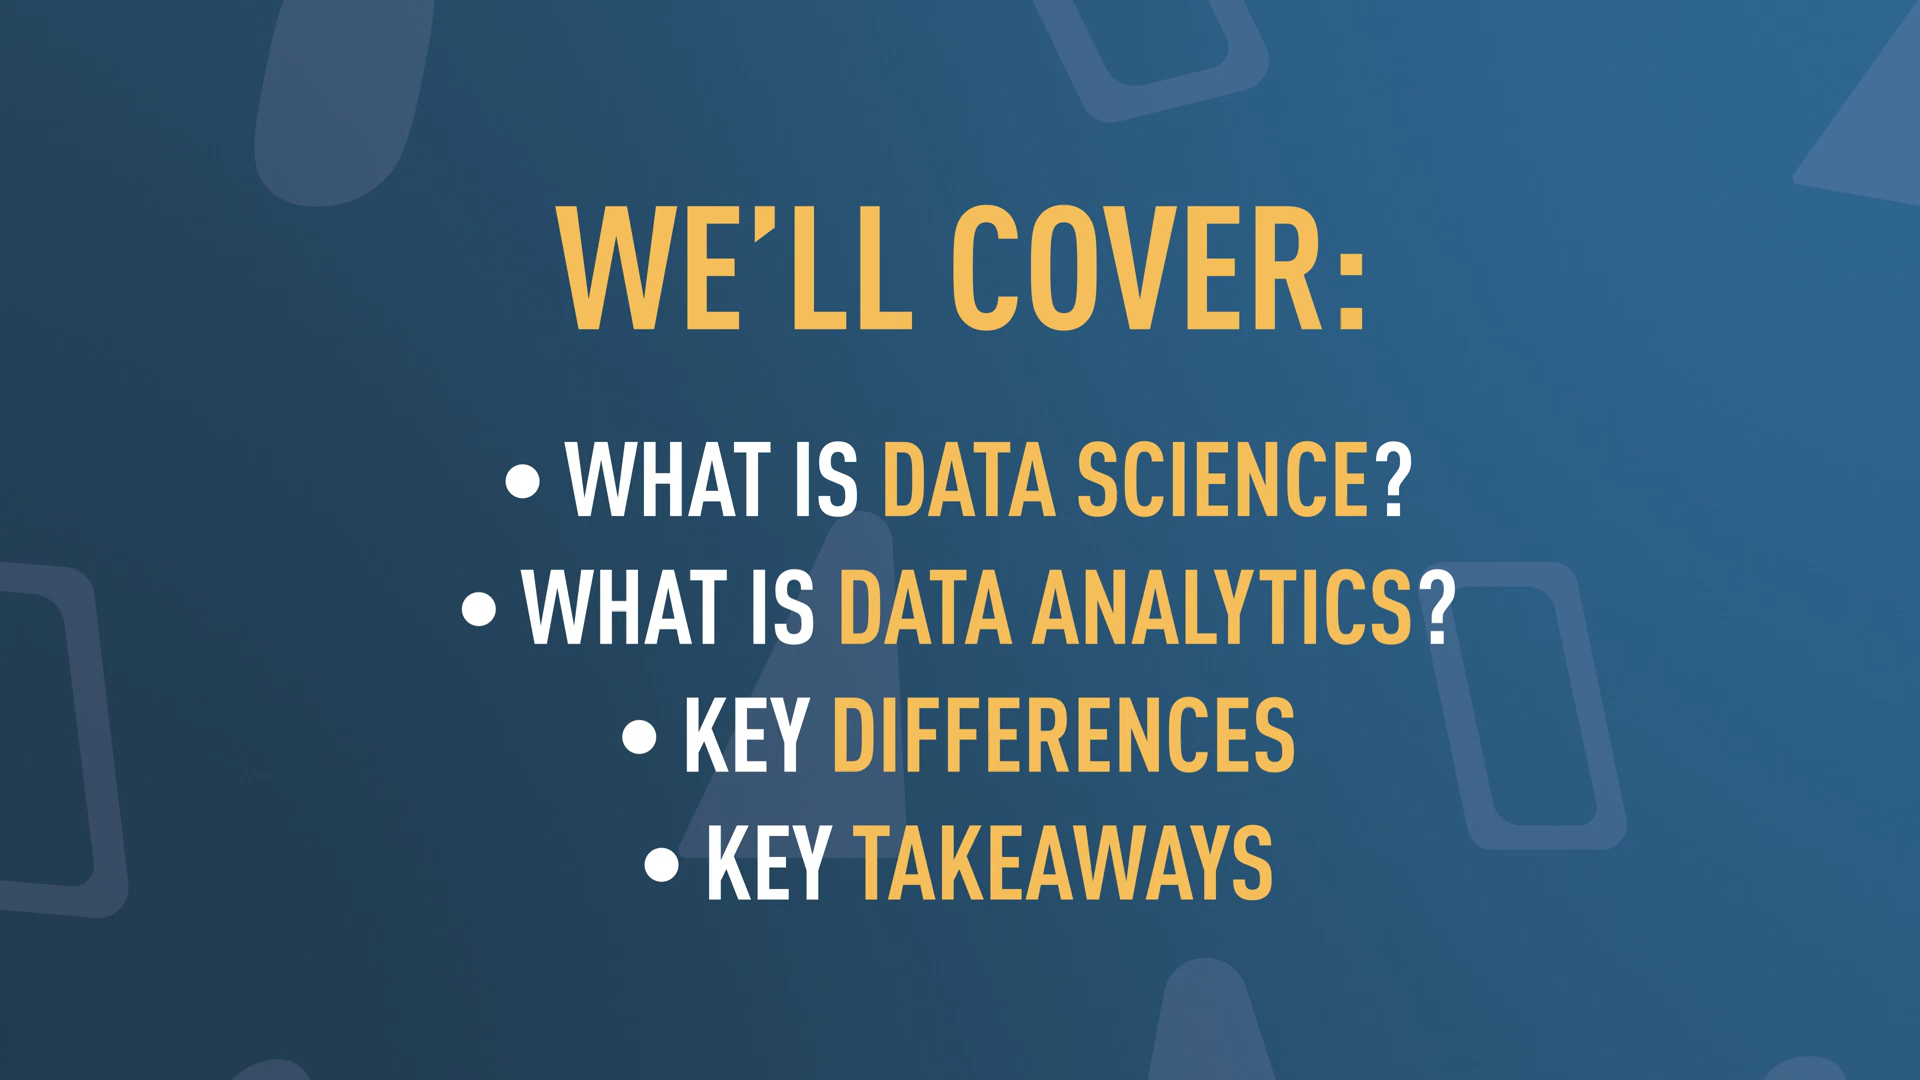 WE’LL COVER:
• WHAT IS DATA SCIENCE?
• WHAT IS DATA ANALYTICS?
• KEY DIFFERENCES
• KEY TAKEAWAYS